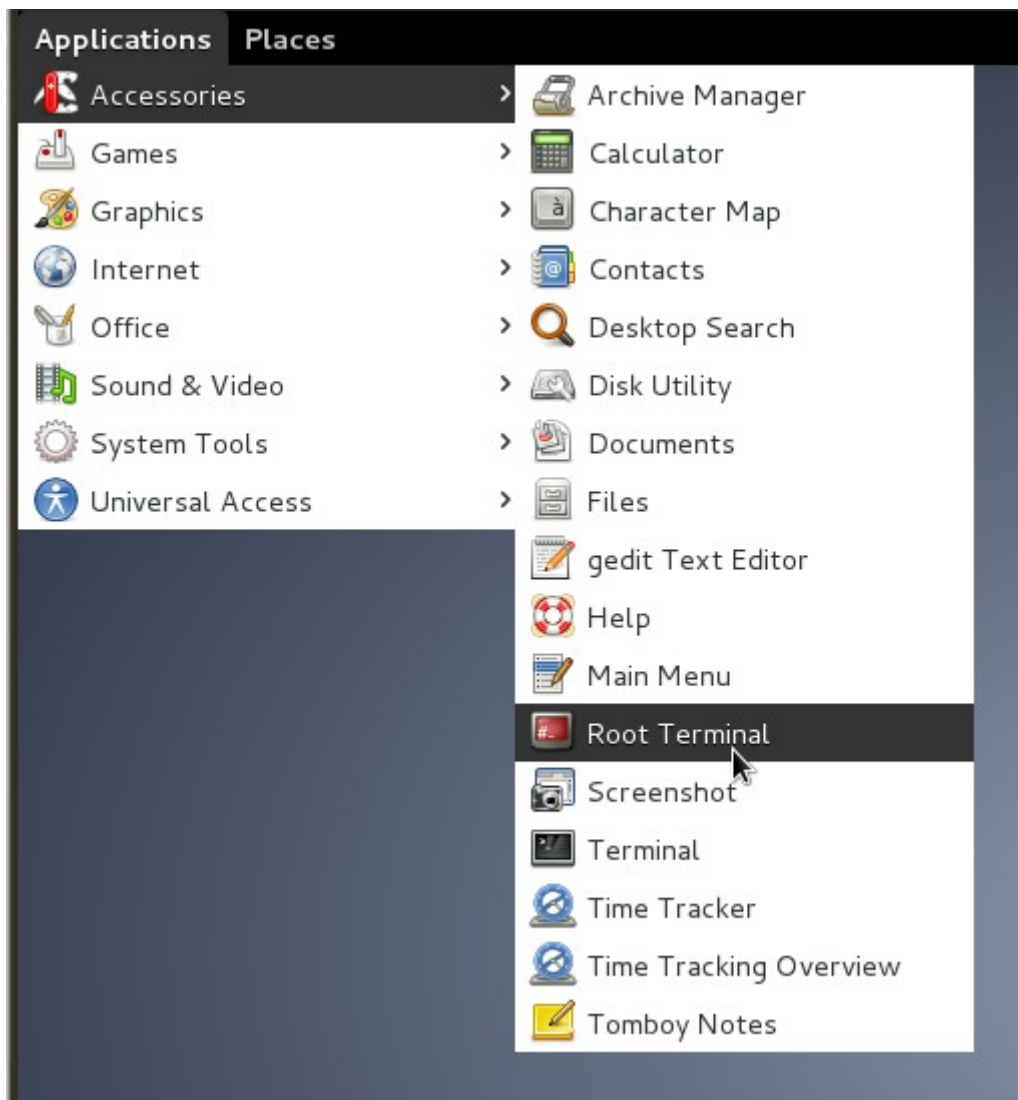 Applications Places
Accessories
Games
Graphics
Internet
Office
Sound & Video
System Tools
Universal Access
Archive Manager
Calculator
à
Character Map
@
Contacts
Desktop Search
Disk Utility
Documents
Files
gedit Text Editor
Help
Main Menu
#_
Root Terminal
Screenshot
Terminal
Time Tracker
Time Tracking Overview
Tomboy Notes